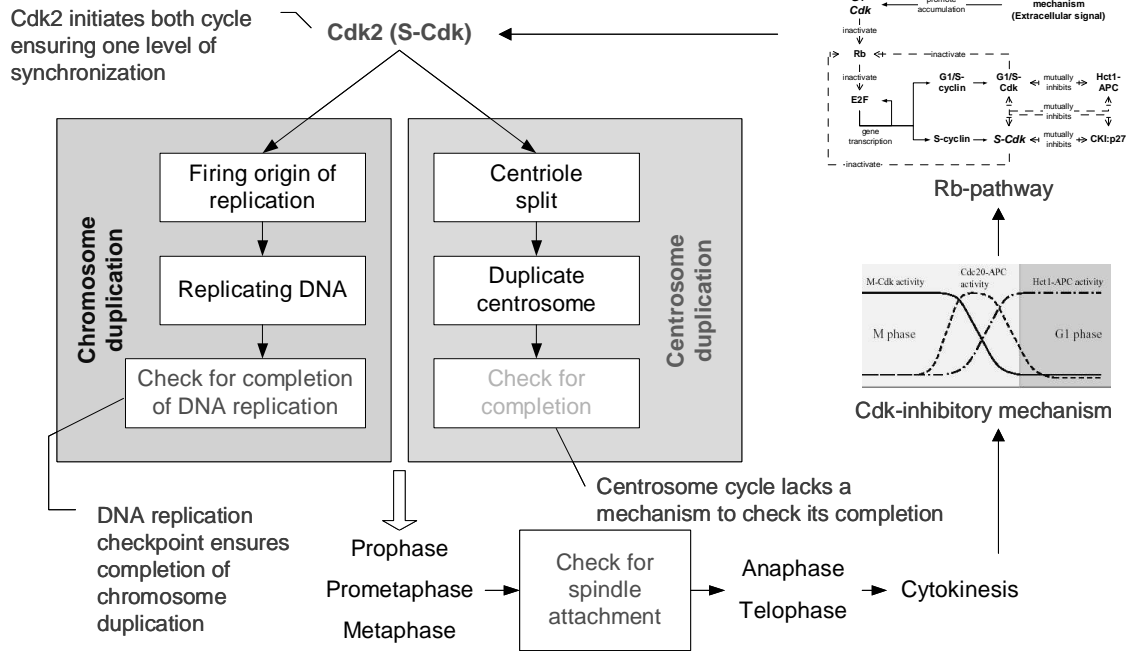 Cdk2 initiates both cycle
ensuring one level of
synchronization
Cdk2 (S-Cdk)
Cdk
promote
accumulation
mechanism
(Extracellular signal)
inactivate
Rb
inactivate
inactivate
G1/S-
cyclin
G1/S-
Cdk
mutually
inhibits
Hct1-
APC
E2F
mutually
inhibits
gene
transcription
S-cyclin
S-Cdk
mutually
inhibits
CKI:p27
inactivate
Rb-pathway
Chromosome
duplication
Firing origin of
replication
Replicating DNA
Check for completion
of DNA replication
Centriole
split
Duplicate
centrosome
Check for
completion
Centrosome
duplication
M-Cdk activity
Cdc20-APC
activity
Hct1-APC activity
M phase
G1 phase
Cdk-inhibitory mechanism
Centrosome cycle lacks a
mechanism to check its completion
DNA replication
checkpoint ensures
completion of
chromosome
duplication
Prophase
Prometaphase
Metaphase
Check for
spindle
attachment
Anaphase
Telophase
Cytokinesis